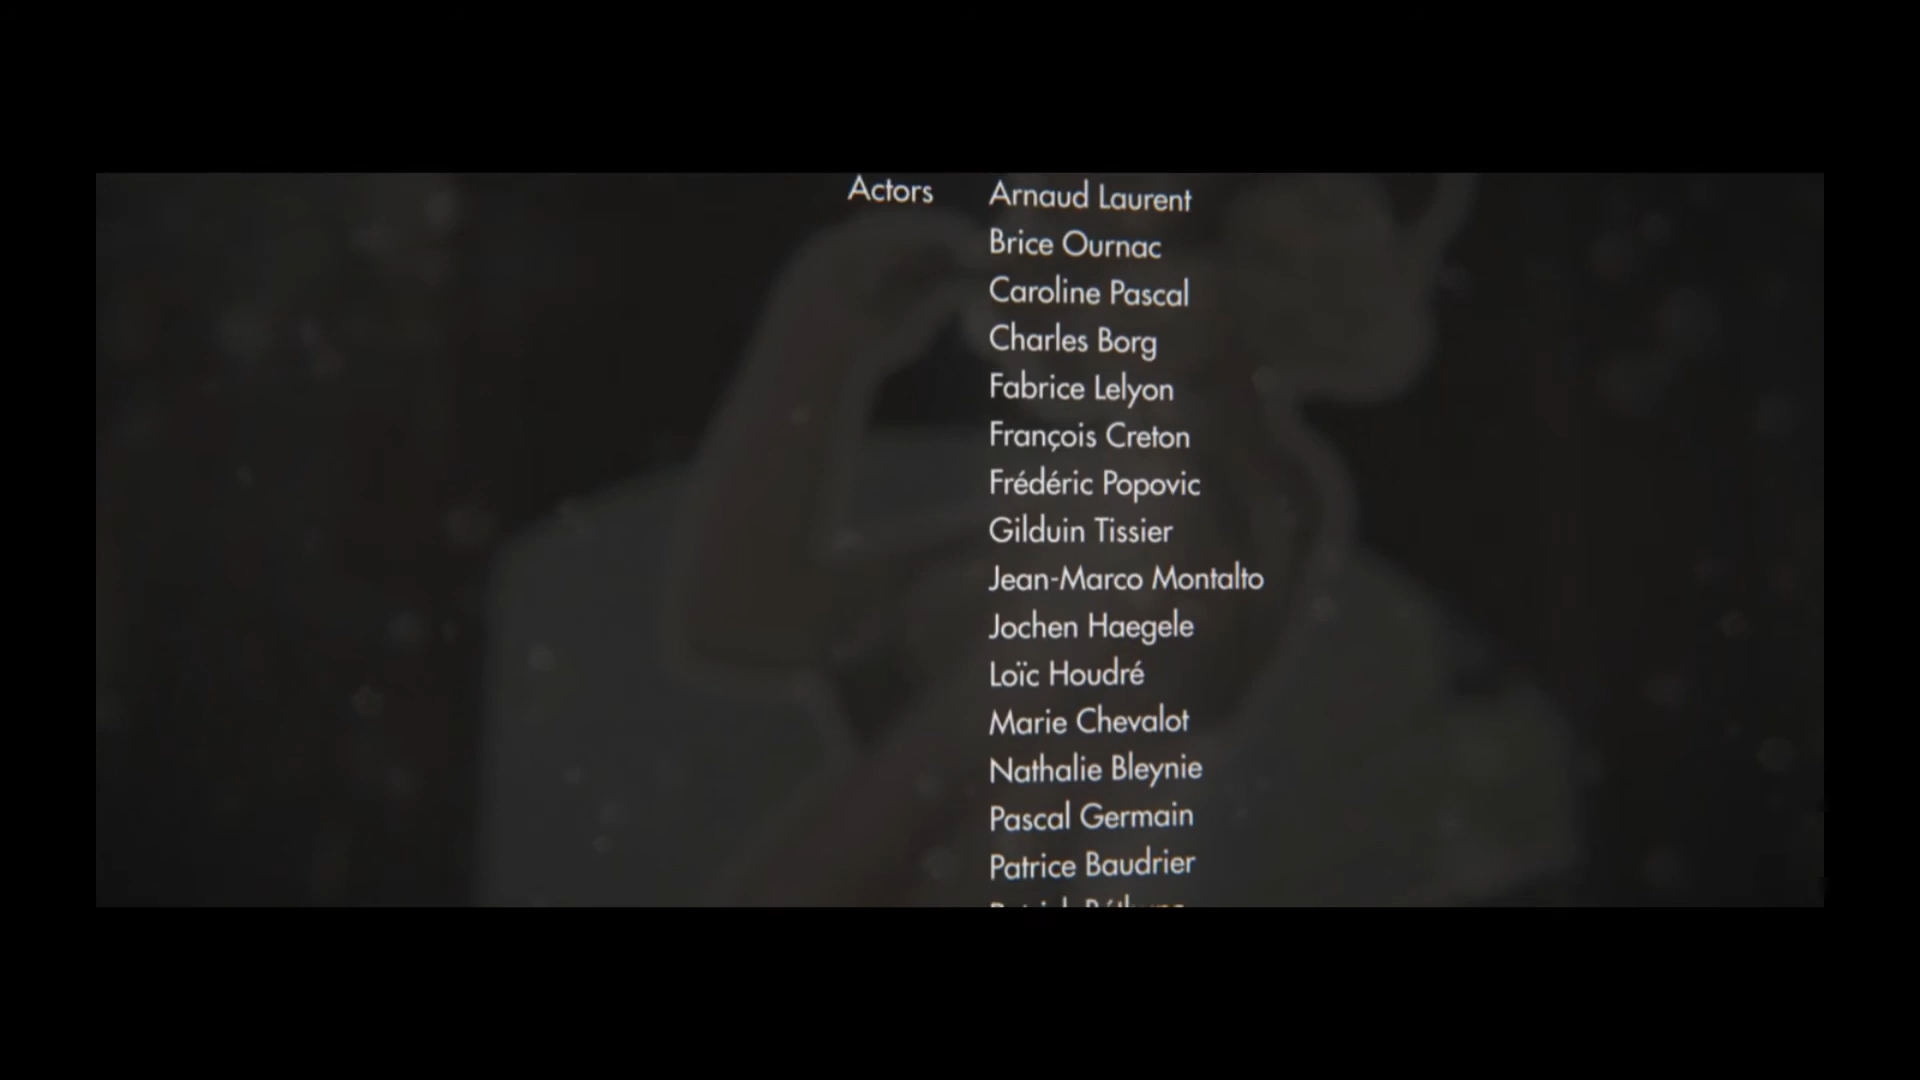 Actors Arnaud Laurent
Brice Ournac
Caroline Pascal
Charles Borg
Fabrice Lelyon
François Creton
Frédéric Popovic
Gilduin Tissier
Jean-Marco Montalto
Jochen Haegele
Loïc Houdré
Marie Chevalot
Nathalie Bleynie
Pascal Germain
Patrice Baudrier